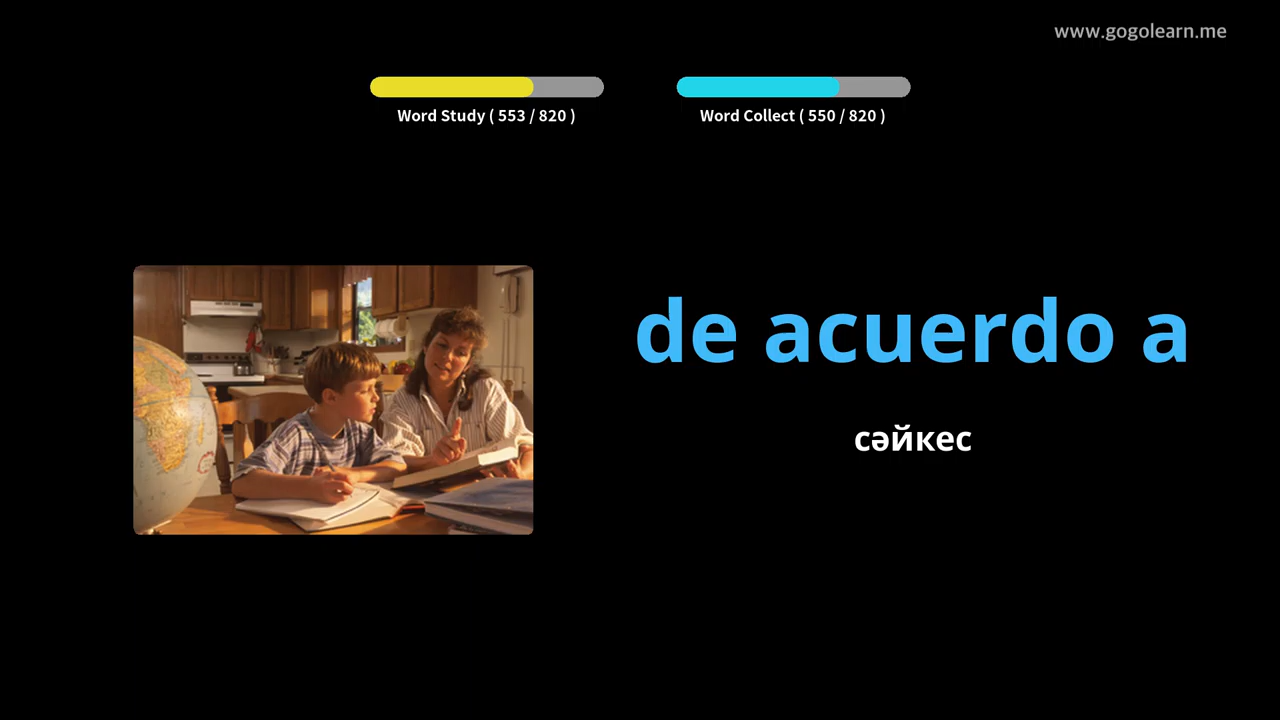 www.gogolearn.me
Word Study ( 553 / 820 )
Word Collect ( 550 / 820 )
de acuerdo a
сәйкес